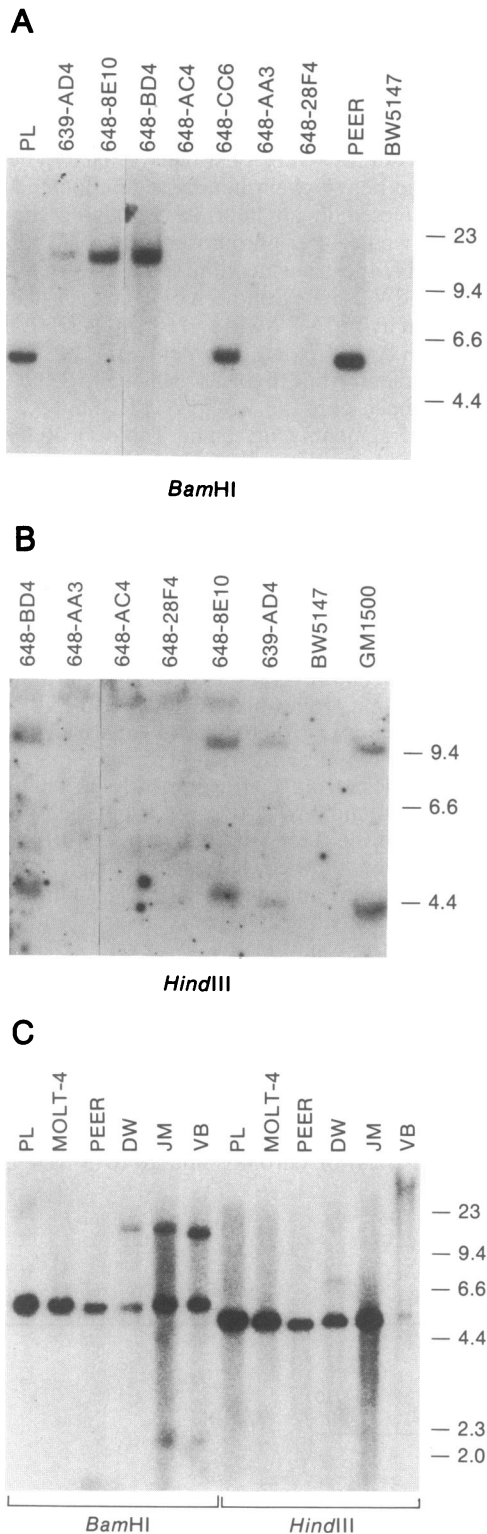 A
PL
639-AD4
648-8E10
648-BD4
648-AC4
648-CC6
648-AA3
648-28F4
PEER
BW5147
23
9.4
6.6
4.4
BamHI
B
648-BD4
648-AA3
648-AC4
648-28F4
648-8E10
639-AD4
BW5147
GM1500
9.4
6.6
4.4
HindIII
C
PL
MOLT-4
PEER
DW
JM
VB
PL
MOLT-4
PEER
DW
JM
VB
23
9.4
6.6
4.4
2.3
2.0
BamHI
HindIII